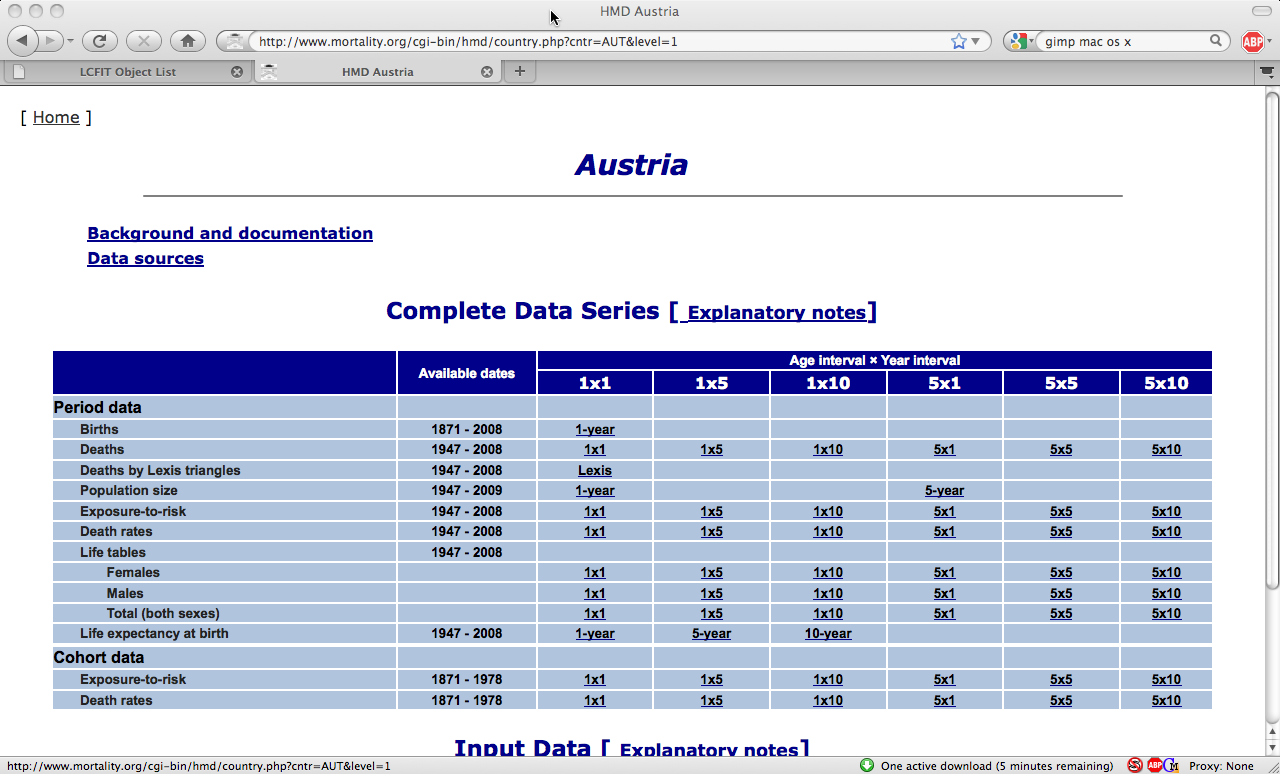 HMD Austria
http://www.mortality.org/cgi-bin/hmd/country.php?cntr=AUT&level=1
gimp mac os x
ABP
LCFIT Object List
HMD Austria
[ Home ]
Austria
Background and documentation
Data sources
Complete Data Series [ Explanatory notes]
Available dates Age interval × Year interval
1x1 1x5 1x10 5x1 5x5 5x10
Period data
Births 1871 - 2008 1-year
Deaths 1947 - 2008 1x1 1x5 1x10 5x1 5x5 5x10
Deaths by Lexis triangles 1947 - 2008 Lexis
Population size 1947 - 2009 1-year 5-year
Exposure-to-risk 1947 - 2008 1x1 1x5 1x10 5x1 5x5 5x10
Death rates 1947 - 2008 1x1 1x5 1x10 5x1 5x5 5x10
Life tables 1947 - 2008
Females 1x1 1x5 1x10 5x1 5x5 5x10
Males 1x1 1x5 1x10 5x1 5x5 5x10
Total (both sexes) 1x1 1x5 1x10 5x1 5x5 5x10
Life expectancy at birth 1947 - 2008 1-year 5-year 10-year
Cohort data
Exposure-to-risk 1871 - 1978 1x1 1x5 1x10 5x1 5x5 5x10
Death rates 1871 - 1978 1x1 1x5 1x10 5x1 5x5 5x10
Input Data [ Explanatory notes]
http://www.mortality.org/cgi-bin/hmd/country.php?cntr=AUT&level=1
One active download (5 minutes remaining) ABP Proxy: None